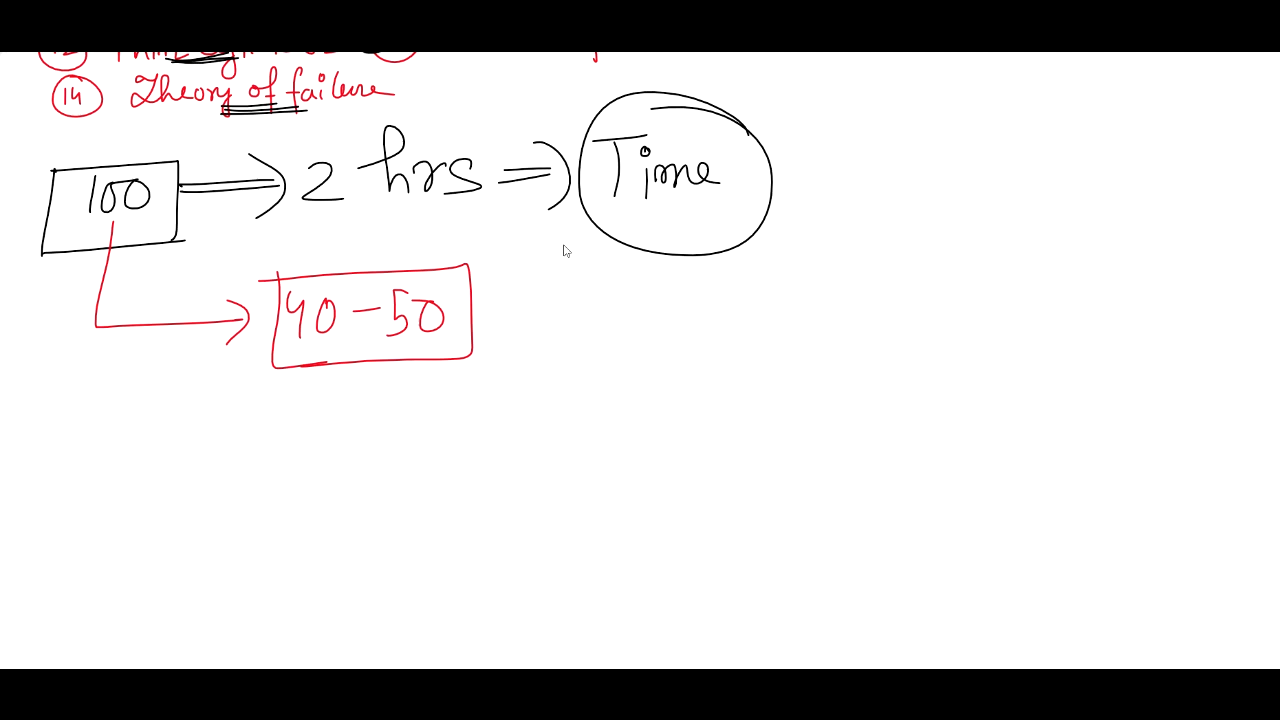 14 Theory of failure
100 ⇒ 2 hrs ⇒ Time
40 - 50